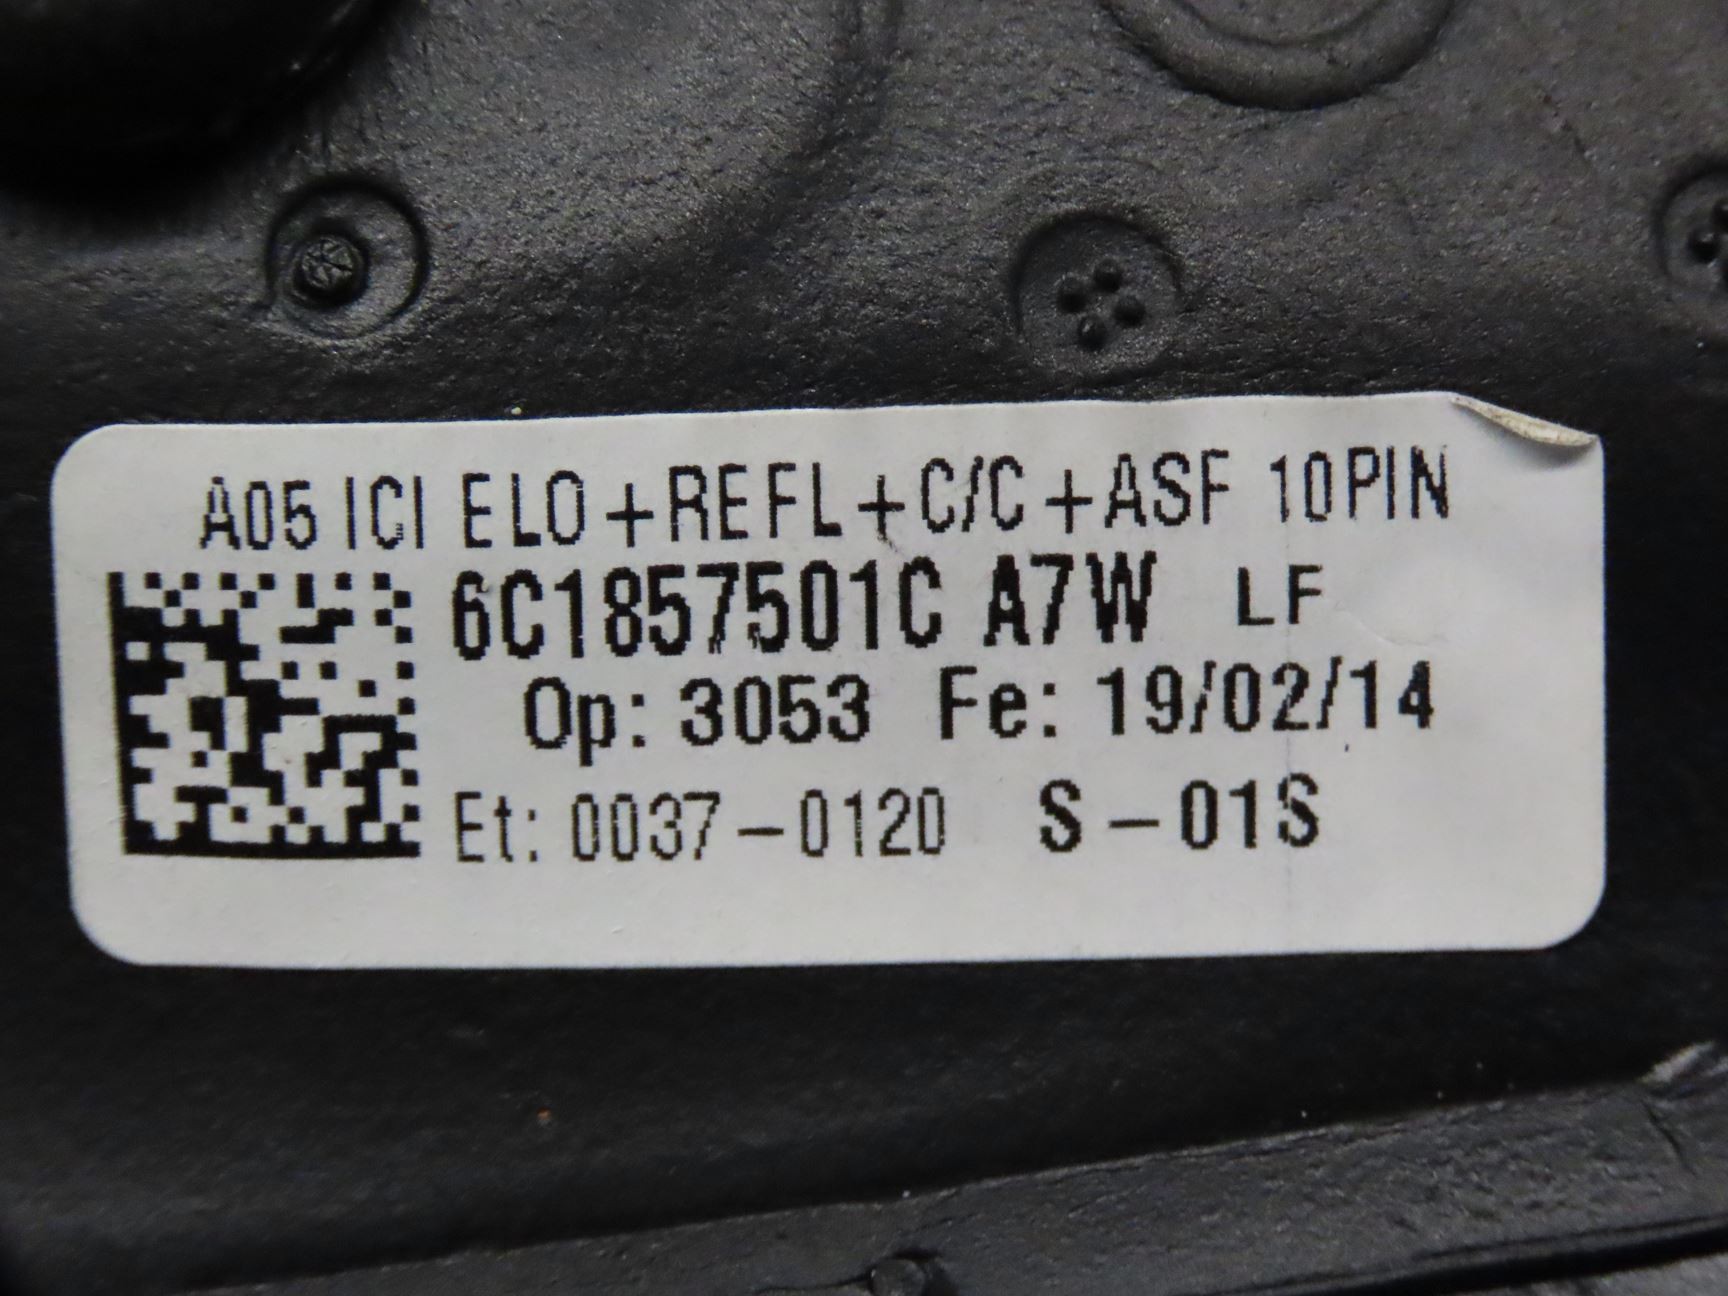 A05 ICI ELO+REFL+C/C+ASF 10PIN
6C1857501C A7W LF
Op: 3053 Fe: 19/02/14
Et: 0037-0120 S-01S